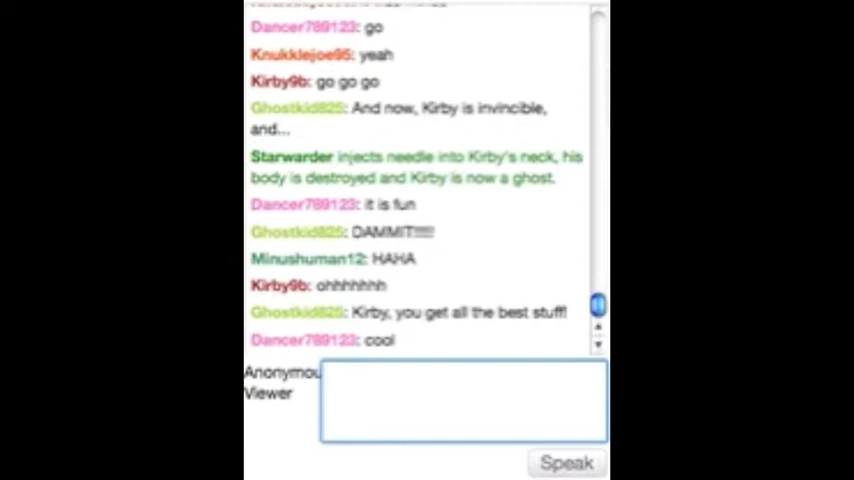 Dancer789123: go
Knukklejoe95: yeah
Kirby9b: go go go
Ghostkid825: And now, Kirby is invincible,
and...
Starwarder injects needle into Kirby's neck, his
body is destroyed and Kirby is now a ghost.
Dancer789123: it is fun
Ghostkid825: DAMMIT!!!!!
Minushuman12: HAHA
Kirby9b: ohhhhhhh
Ghostkid825: Kirby, you get all the best stuff!
Dancer789123: cool
Anonymou
Viewer
Speak